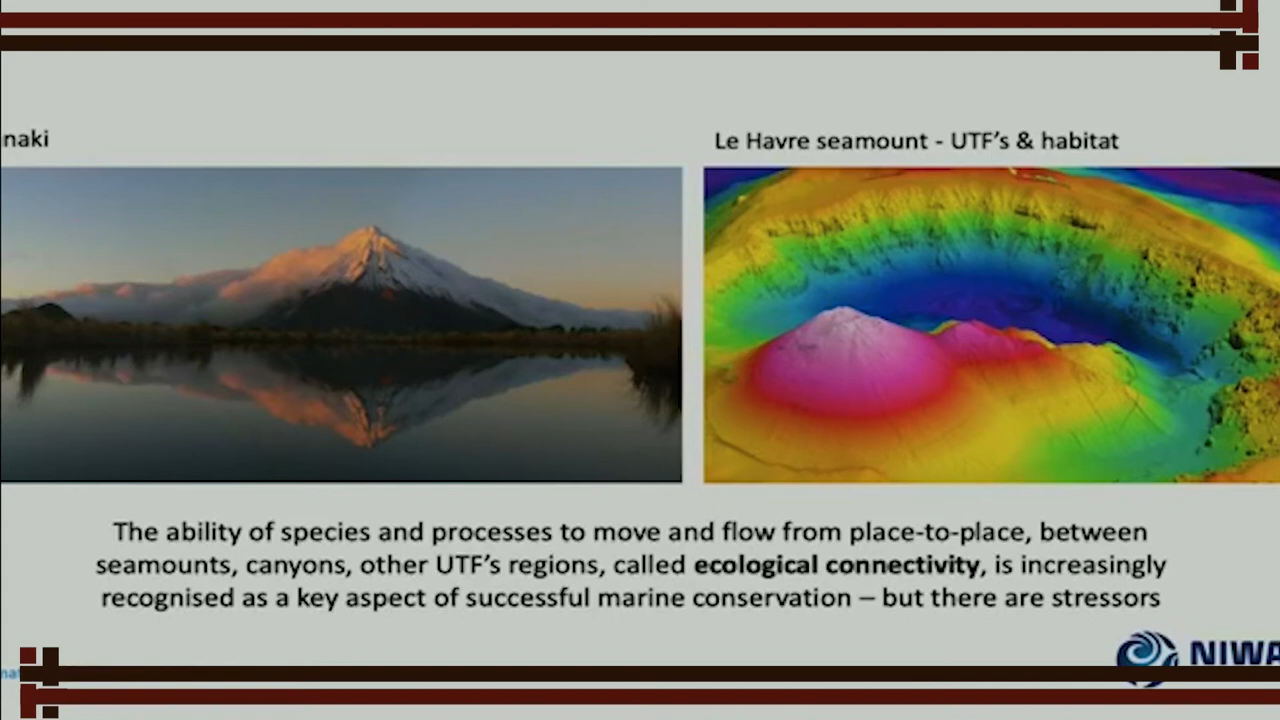 naki
Le Havre seamount - UTF's & habitat
The ability of species and processes to move and flow from place-to-place, between
seamounts, canyons, other UTF's regions, called ecological connectivity, is increasingly
recognised as a key aspect of successful marine conservation – but there are stressors
NIWA